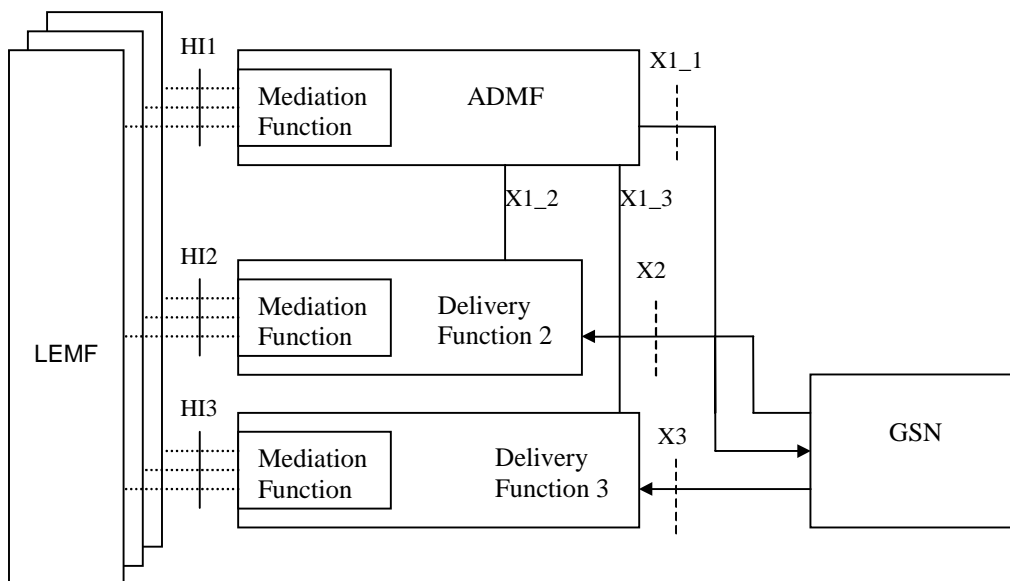 HI1
X1_1
Mediation
Function
ADMF
X1_2
X1_3
HI2
X2
Mediation
Function
Delivery
Function 2
LEMF
HI3
X3
GSN
Mediation
Function
Delivery
Function 3